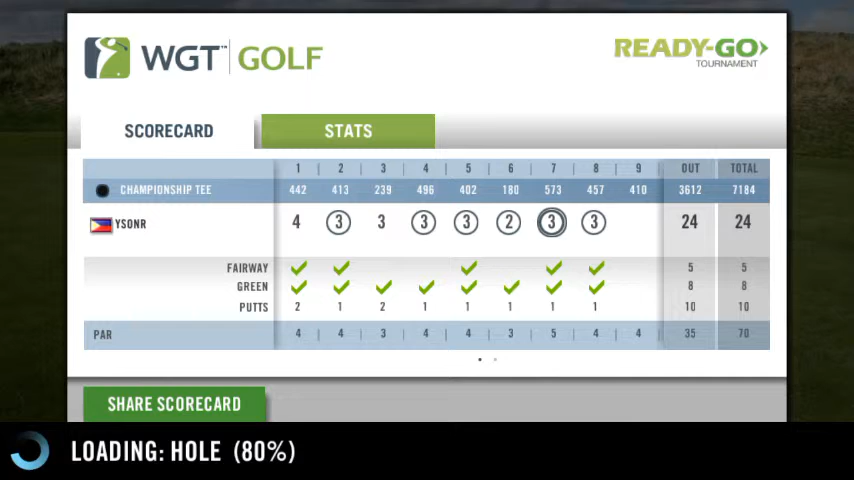 WGT™ GOLF
READY-GO
TOURNAMENT
SCORECARD STATS
1 | 2 | 3 | 4 | 5 | 6 | 7 | 8 | 9 OUT TOTAL
CHAMPIONSHIP TEE 442 413 239 496 402 180 573 457 410 3612 7184
YSONR 4 3 3 3 3 2 3 3 24 24
FAIRWAY 5 5
GREEN 8 8
PUTTS 2 1 2 1 1 1 1 1 10 10
PAR 4 | 4 | 3 | 4 | 4 | 3 | 5 | 4 | 4 35 70
SHARE SCORECARD
LOADING: HOLE (80%)